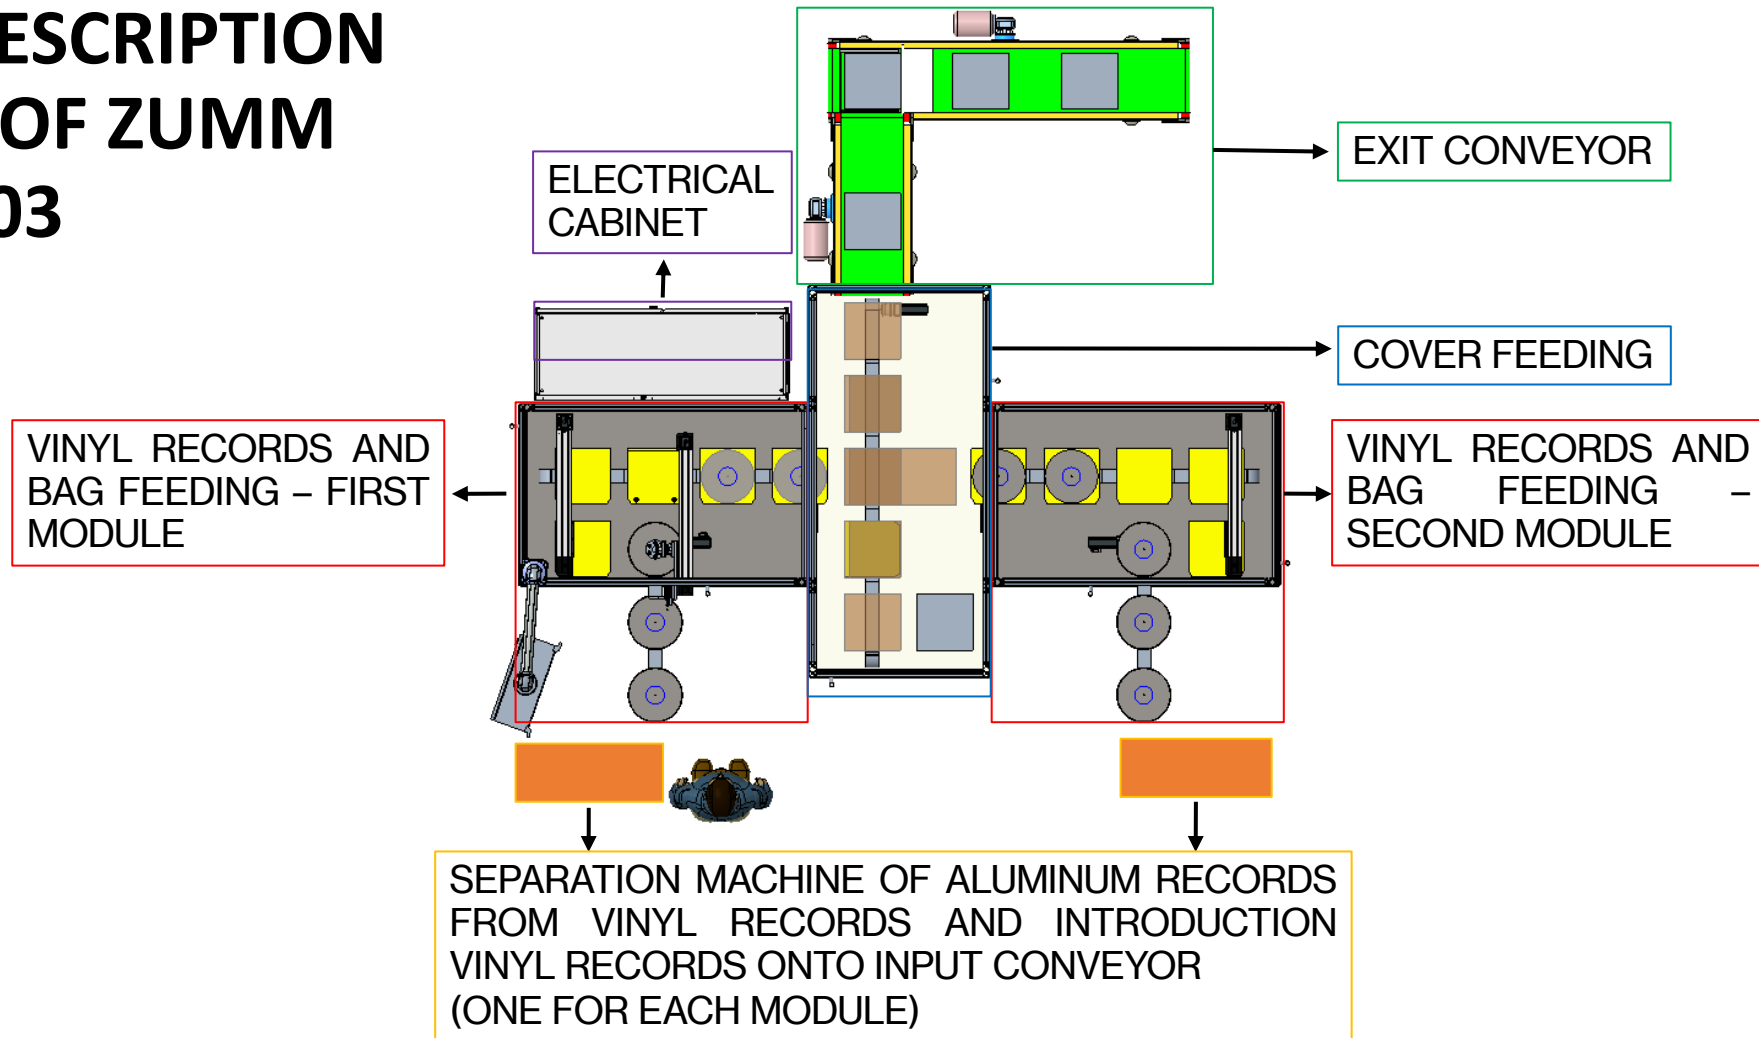 ESCRIPTION
OF ZUMM
03
ELECTRICAL
CABINET
EXIT CONVEYOR
COVER FEEDING
VINYL RECORDS AND
BAG FEEDING – FIRST
MODULE
VINYL RECORDS AND
BAG FEEDING –
SECOND MODULE
SEPARATION MACHINE OF ALUMINUM RECORDS
FROM VINYL RECORDS AND INTRODUCTION
VINYL RECORDS ONTO INPUT CONVEYOR
(ONE FOR EACH MODULE)